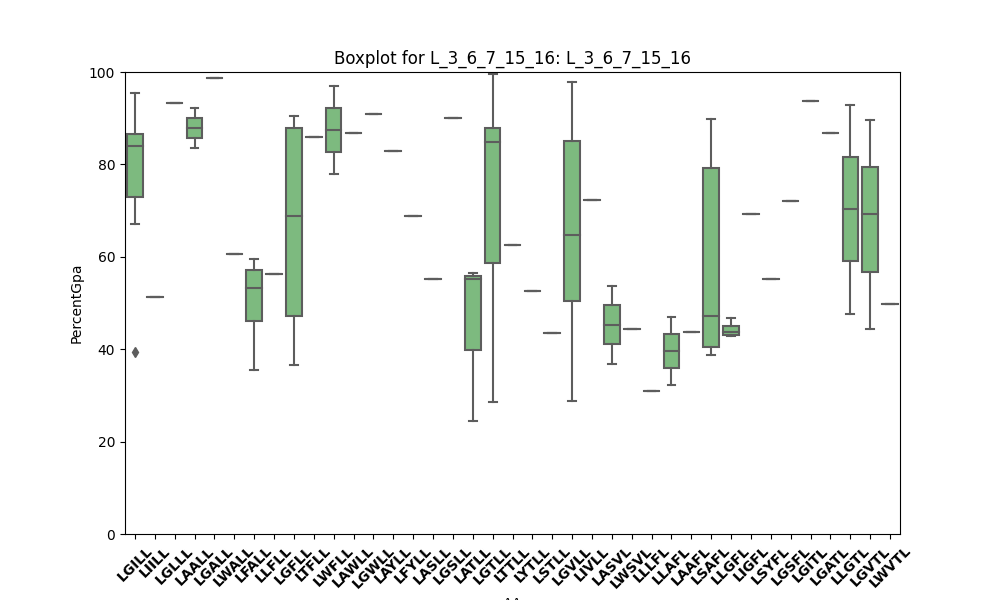 Boxplot for L_3_6_7_15_16: L_3_6_7_15_16
PercentGpa
100
80
60
40
20
0
LGILL LIILL LGLLL LAALL LGALL LWALL LFALL LLFLL LGFLL LTFLL LWFLL LAWLL LGWLL LAYLL LFYLL LASLL LGSLL LATLL LGTLL LTTLL LYTLL LSTLL LGVLL LIVLL LASVL LWSVL LLLFL LLAFL LAAFL LSAFL LLGFL LIGFL LSYFL LGSFL LGITL LGATL LLGTL LGVTL LWVTL